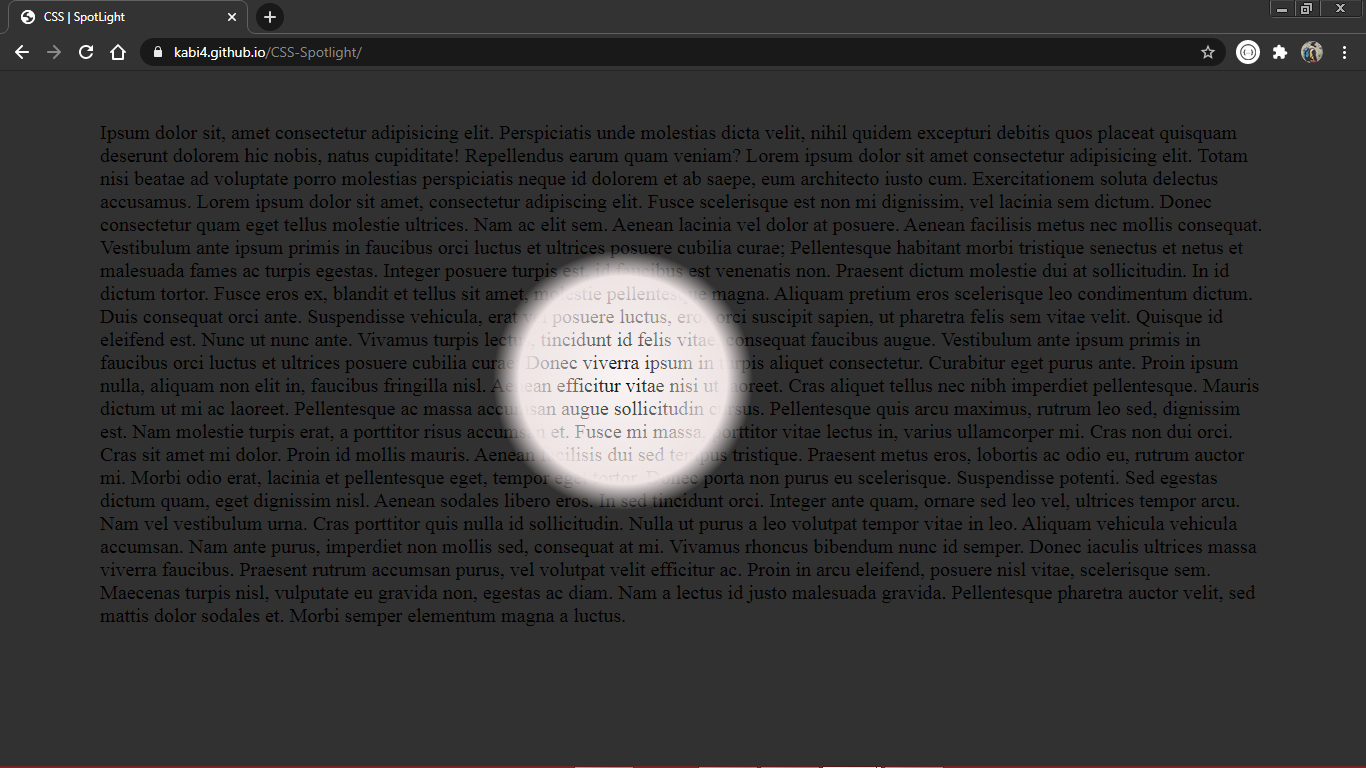 CSS | SpotLight
kabi4.github.io/CSS-Spotlight/
Ipsum dolor sit, amet consectetur adipisicing elit. Perspiciatis unde molestias dicta velit, nihil quidem excepturi debitis quos placeat quisquam
deserunt dolorem hic nobis, natus cupiditate! Repellendus earum quam veniam? Lorem ipsum dolor sit amet consectetur adipisicing elit. Totam
nisi beatae ad voluptate porro molestias perspiciatis neque id dolorem et ab saepe, eum architecto iusto cum. Exercitationem soluta delectus
accusamus. Lorem ipsum dolor sit amet, consectetur adipiscing elit. Fusce scelerisque est non mi dignissim, vel lacinia sem dictum. Donec
consectetur quam eget tellus molestie ultrices. Nam ac elit sem. Aenean lacinia vel dolor at posuere. Aenean facilisis metus nec mollis consequat.
Vestibulum ante ipsum primis in faucibus orci luctus et ultrices posuere cubilia curae; Pellentesque habitant morbi tristique senectus et netus et
malesuada fames ac turpis egestas. Integer posuere turpis est, id faucibus est venenatis non. Praesent dictum molestie dui at sollicitudin. In id
dictum tortor. Fusce eros ex, blandit et tellus sit amet, molestie pellentesque magna. Aliquam pretium eros scelerisque leo condimentum dictum.
Duis consequat orci ante. Suspendisse vehicula, erat vel posuere luctus, eros orci suscipit sapien, ut pharetra felis sem vitae velit. Quisque id
eleifend est. Nunc ut nunc ante. Vivamus turpis lectus, tincidunt id felis vitae, consequat faucibus augue. Vestibulum ante ipsum primis in
faucibus orci luctus et ultrices posuere cubilia curae; Donec viverra ipsum in turpis aliquet consectetur. Curabitur eget purus ante. Proin ipsum
nulla, aliquam non elit in, faucibus fringilla nisl. Aenean efficitur vitae nisi ut laoreet. Cras aliquet tellus nec nibh imperdiet pellentesque. Mauris
dictum ut mi ac laoreet. Pellentesque ac massa accumsan augue sollicitudin cursus. Pellentesque quis arcu maximus, rutrum leo sed, dignissim
est. Nam molestie turpis erat, a porttitor risus accumsan et. Fusce mi massa, porttitor vitae lectus in, varius ullamcorper mi. Cras non dui orci.
Cras sit amet mi dolor. Proin id mollis mauris. Aenean facilisis dui sed tempus tristique. Praesent metus eros, lobortis ac odio eu, rutrum auctor
mi. Morbi odio erat, lacinia et pellentesque eget, tempor eget tortor. Donec porta non purus eu scelerisque. Suspendisse potenti. Sed egestas
dictum quam, eget dignissim nisl. Aenean sodales libero eros. In sed tincidunt orci. Integer ante quam, ornare sed leo vel, ultrices tempor arcu.
Nam vel vestibulum urna. Cras porttitor quis nulla id sollicitudin. Nulla ut purus a leo volutpat tempor vitae in leo. Aliquam vehicula vehicula
accumsan. Nam ante purus, imperdiet non mollis sed, consequat at mi. Vivamus rhoncus bibendum nunc id semper. Donec iaculis ultrices massa
viverra faucibus. Praesent rutrum accumsan purus, vel volutpat velit efficitur ac. Proin in arcu eleifend, posuere nisl vitae, scelerisque sem.
Maecenas turpis nisl, vulputate eu gravida non, egestas ac diam. Nam a lectus id justo malesuada gravida. Pellentesque pharetra auctor velit, sed
mattis dolor sodales et. Morbi semper elementum magna a luctus.